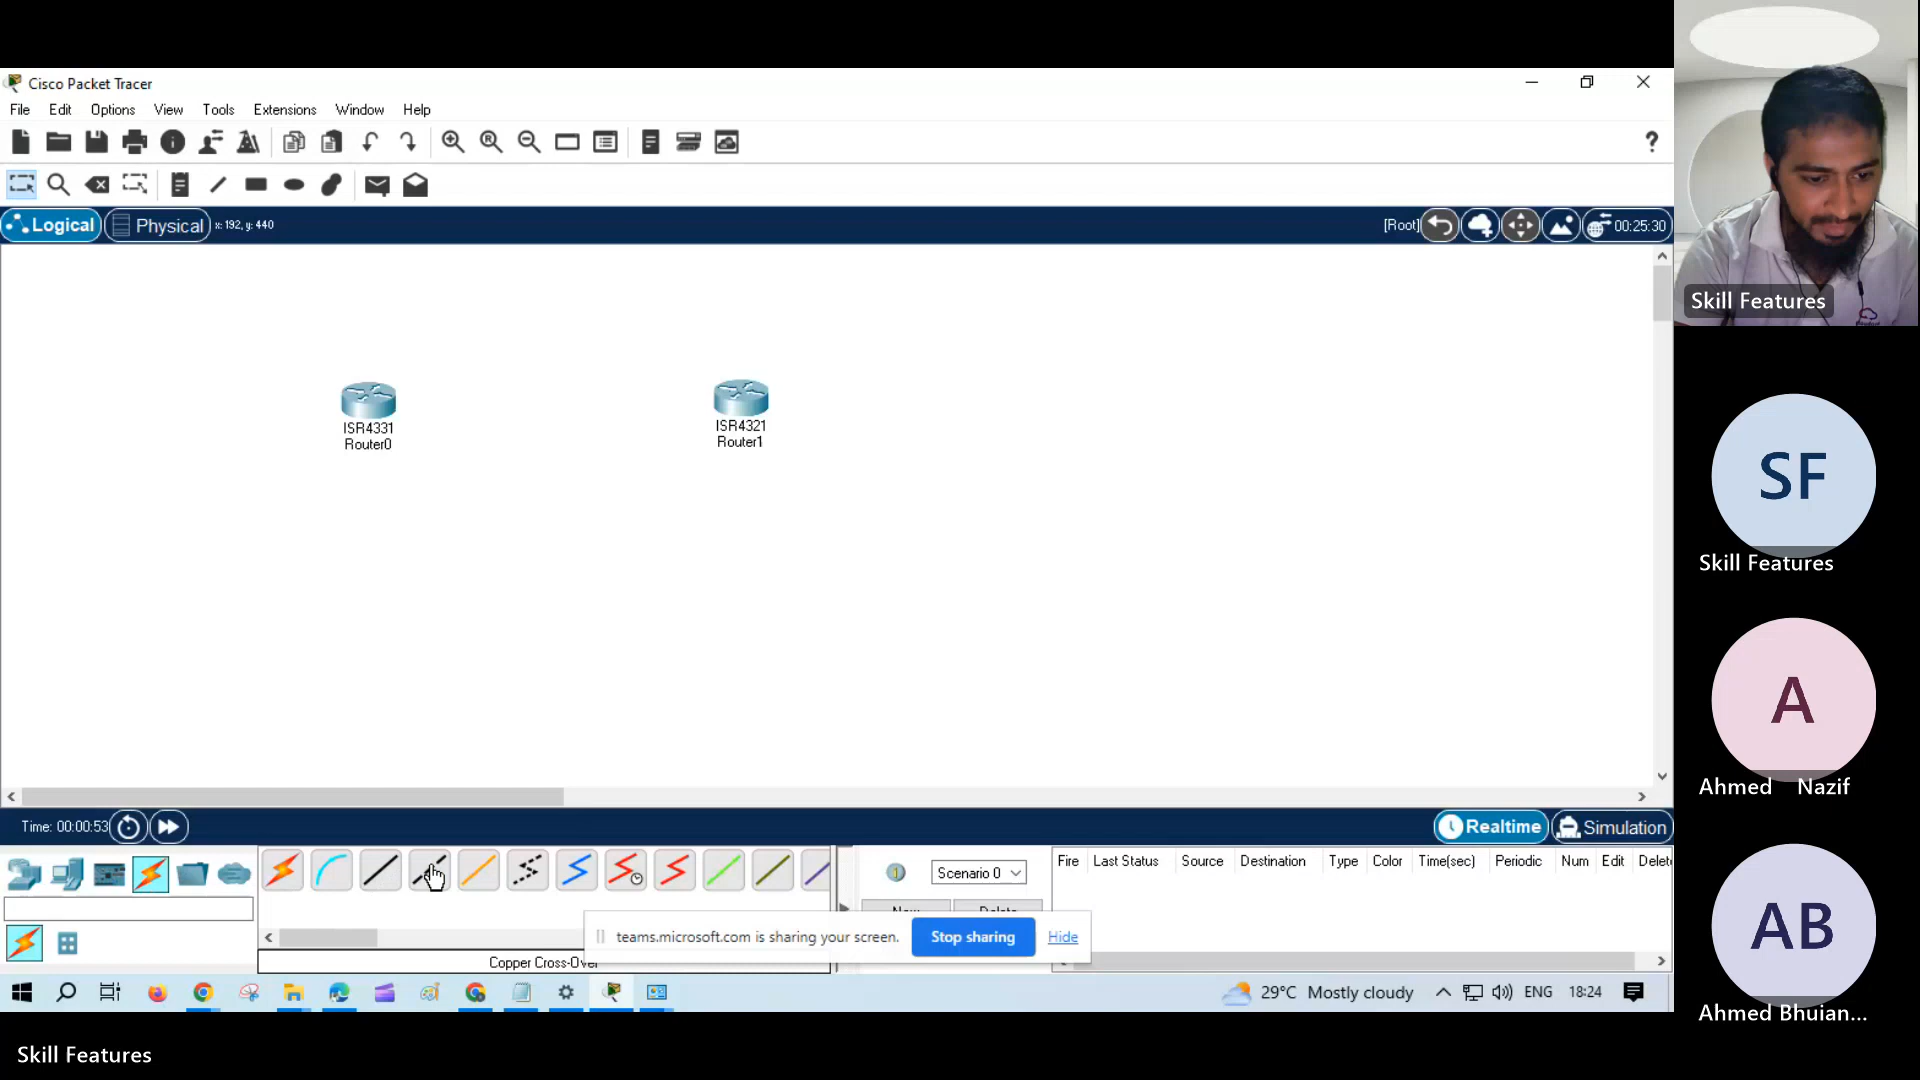 Cisco Packet Tracer
File Edit Options View Tools Extensions Window Help
?
Logical Physical x: 192, y: 440 [Root] 00:25:30
ISR4331
Router0
ISR4321
Router1
Time: 00:00:53 Realtime Simulation
Scenario 0
Fire Last Status Source Destination Type Color Time(sec) Periodic Num Edit Delete
teams.microsoft.com is sharing your screen. Stop sharing Hide
Copper Cross-Over
29°C Mostly cloudy ENG 18:24
Skill Features
Skill Features
SF
Skill Features
A
Ahmed Nazif
AB
Ahmed Bhuian...